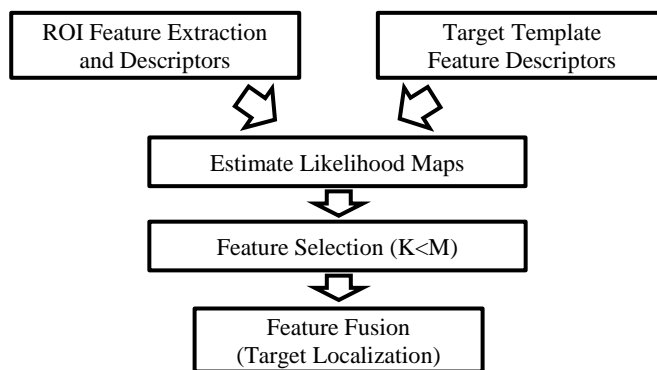 ROI Feature Extraction
and Descriptors
Target Template
Feature Descriptors
Estimate Likelihood Maps
Feature Selection (K<M)
Feature Fusion
(Target Localization)